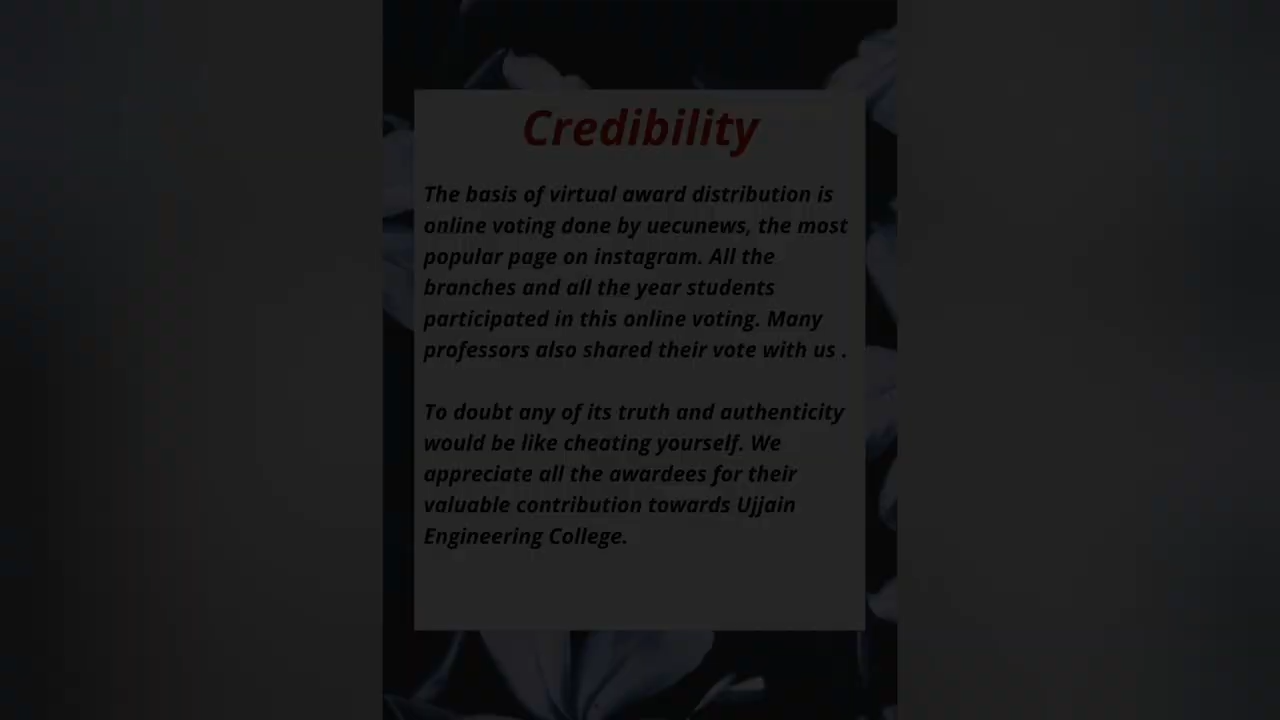 Credibility
The basis of virtual award distribution is
online voting done by uecunews, the most
popular page on instagram. All the
branches and all the year students
participated in this online voting. Many
professors also shared their vote with us .
To doubt any of its truth and authenticity
would be like cheating yourself. We
appreciate all the awardees for their
valuable contribution towards Ujjain
Engineering College.